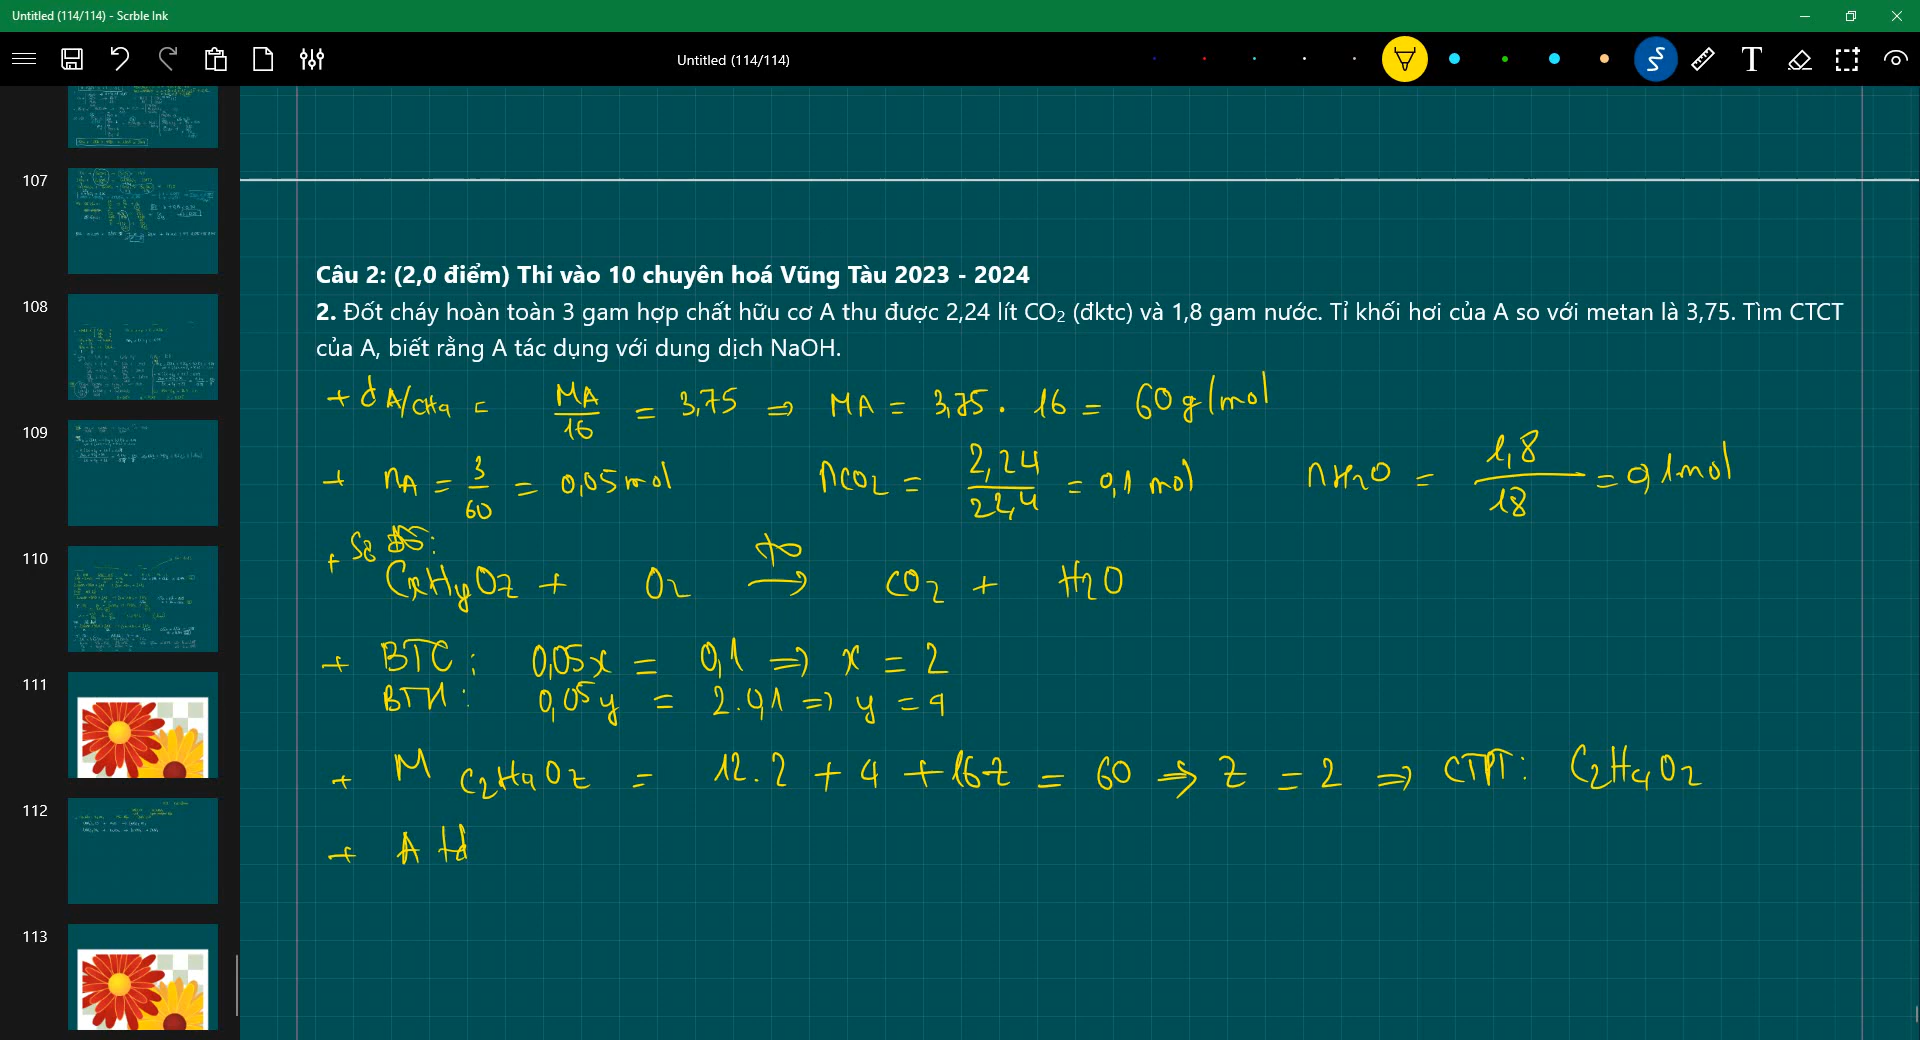 Untitled (114/114) - Scrble Ink
Untitled (114/114)
107
108
109
110
111
112
113
Câu 2: (2,0 điểm) Thi vào 10 chuyên hoá Vũng Tàu 2023 - 2024
2. Đốt cháy hoàn toàn 3 gam hợp chất hữu cơ A thu được 2,24 lít CO₂ (đktc) và 1,8 gam nước. Tỉ khối hơi của A so với metan là 3,75. Tìm CTCT
của A, biết rằng A tác dụng với dung dịch NaOH.
+ d A/CH4 = MA/16 = 3,75 => MA = 3,75 . 16 = 60 g/mol
+ nA = 3/60 = 0,05 mol nCO2 = 2,24/22,4 = 0,1 mol nH2O = 1,8/18 = 0,1 mol
+ Sơ đồ:
CxHyOz + O2 →(to) CO2 + H2O
+ BTC: 0,05x = 0,1 => x = 2
BTH: 0,05y = 2.0,1 => y = 4
+ M C2H4Oz = 12.2 + 4 + 16z = 60 => z = 2 => CTPT: C2H4O2
+ A td